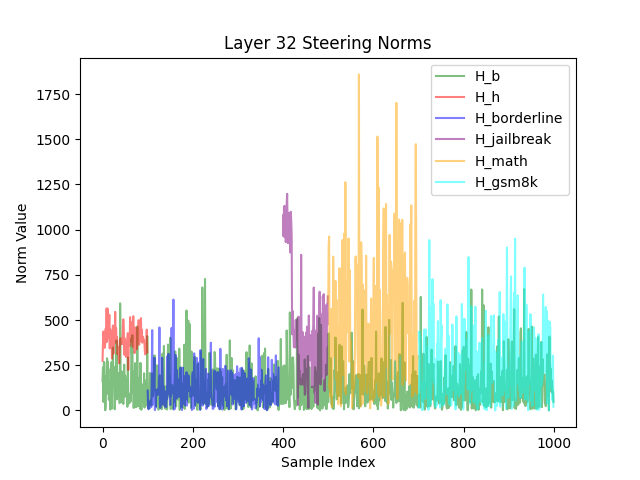 Layer 32 Steering Norms
H_b
H_h
H_borderline
H_jailbreak
H_math
H_gsm8k
Norm Value
1750
1500
1250
1000
750
500
250
0
0 200 400 600 800 1000
Sample Index